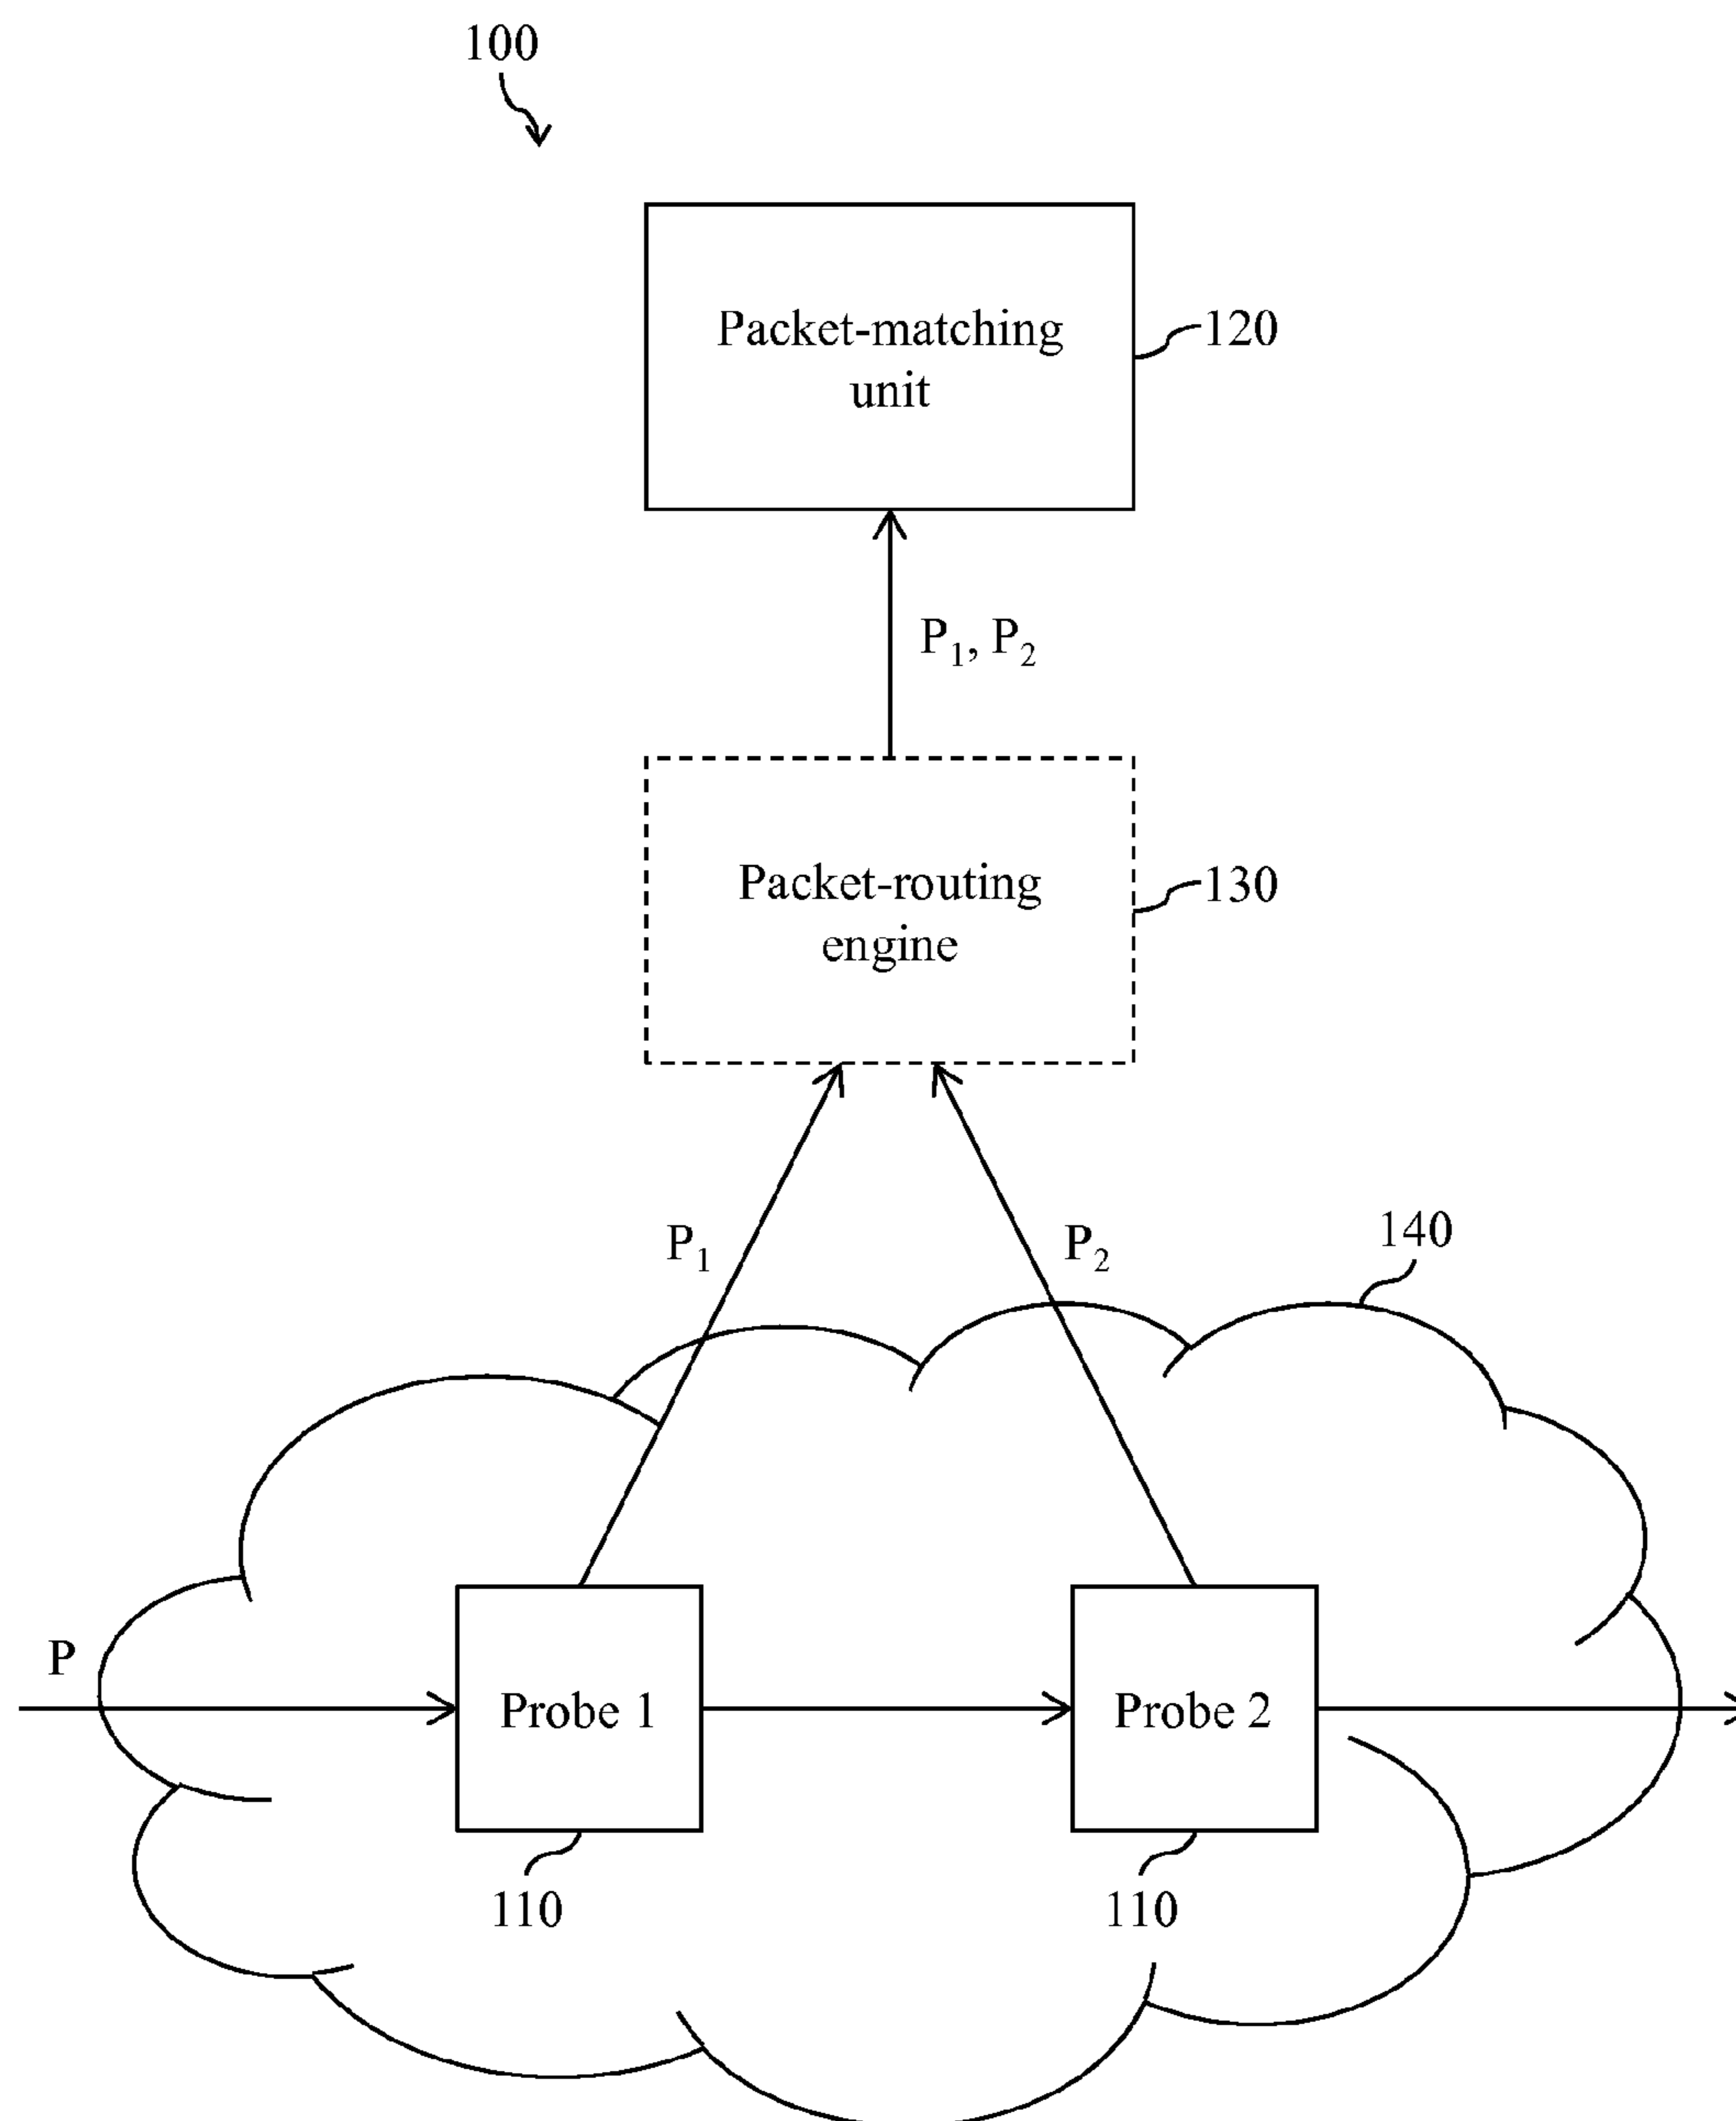 100
Packet-matching
unit
120
P₁, P₂
Packet-routing
engine
130
P₁
P₂
140
P
Probe 1
Probe 2
110
110